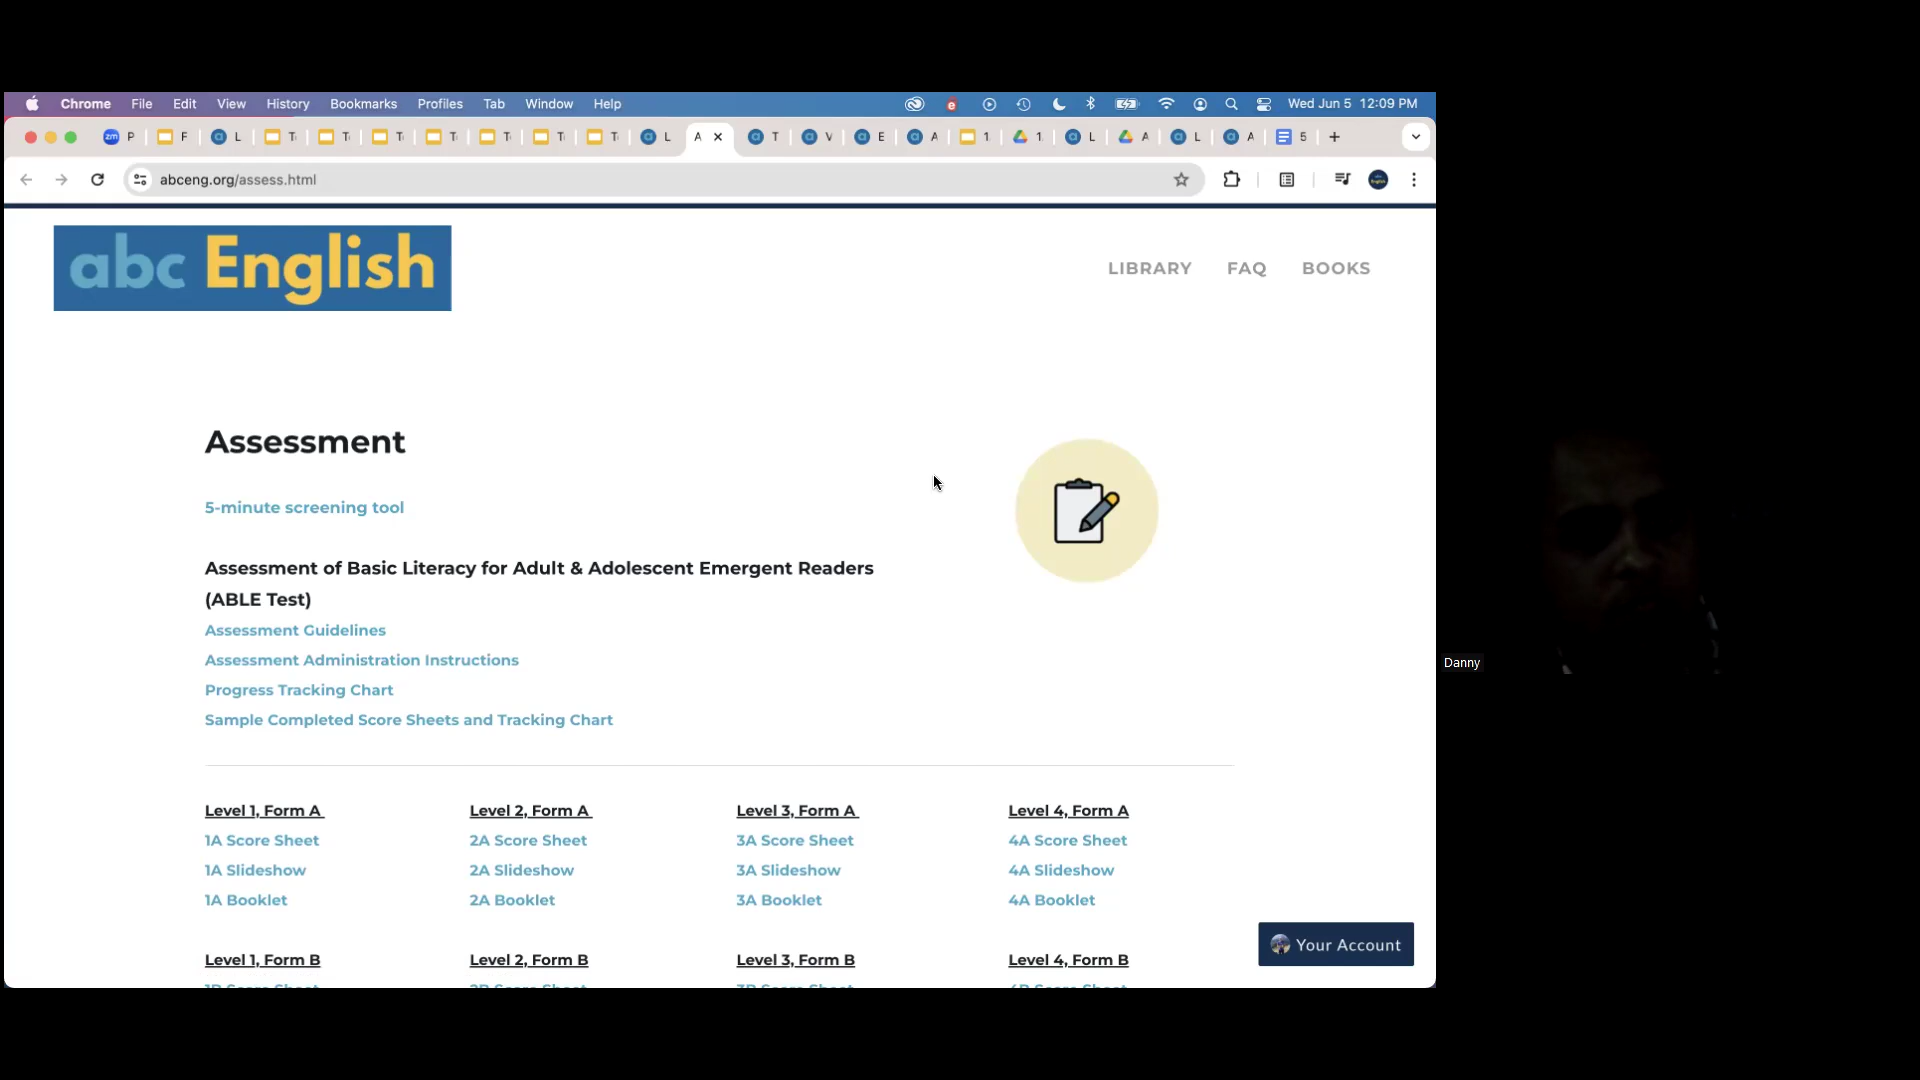 Chrome File Edit View History Bookmarks Profiles Tab Window Help Wed Jun 5 12:09 PM
zm P F L T T T T T T T L A T V E A 1 1 L A L A 5
abceng.org/assess.html
abc English
LIBRARY FAQ BOOKS
Assessment
5-minute screening tool
Assessment of Basic Literacy for Adult & Adolescent Emergent Readers
(ABLE Test)
Assessment Guidelines
Assessment Administration Instructions
Progress Tracking Chart
Sample Completed Score Sheets and Tracking Chart
Level 1, Form A Level 2, Form A Level 3, Form A Level 4, Form A
1A Score Sheet 2A Score Sheet 3A Score Sheet 4A Score Sheet
1A Slideshow 2A Slideshow 3A Slideshow 4A Slideshow
1A Booklet 2A Booklet 3A Booklet 4A Booklet
Your Account
Level 1, Form B Level 2, Form B Level 3, Form B Level 4, Form B
Danny